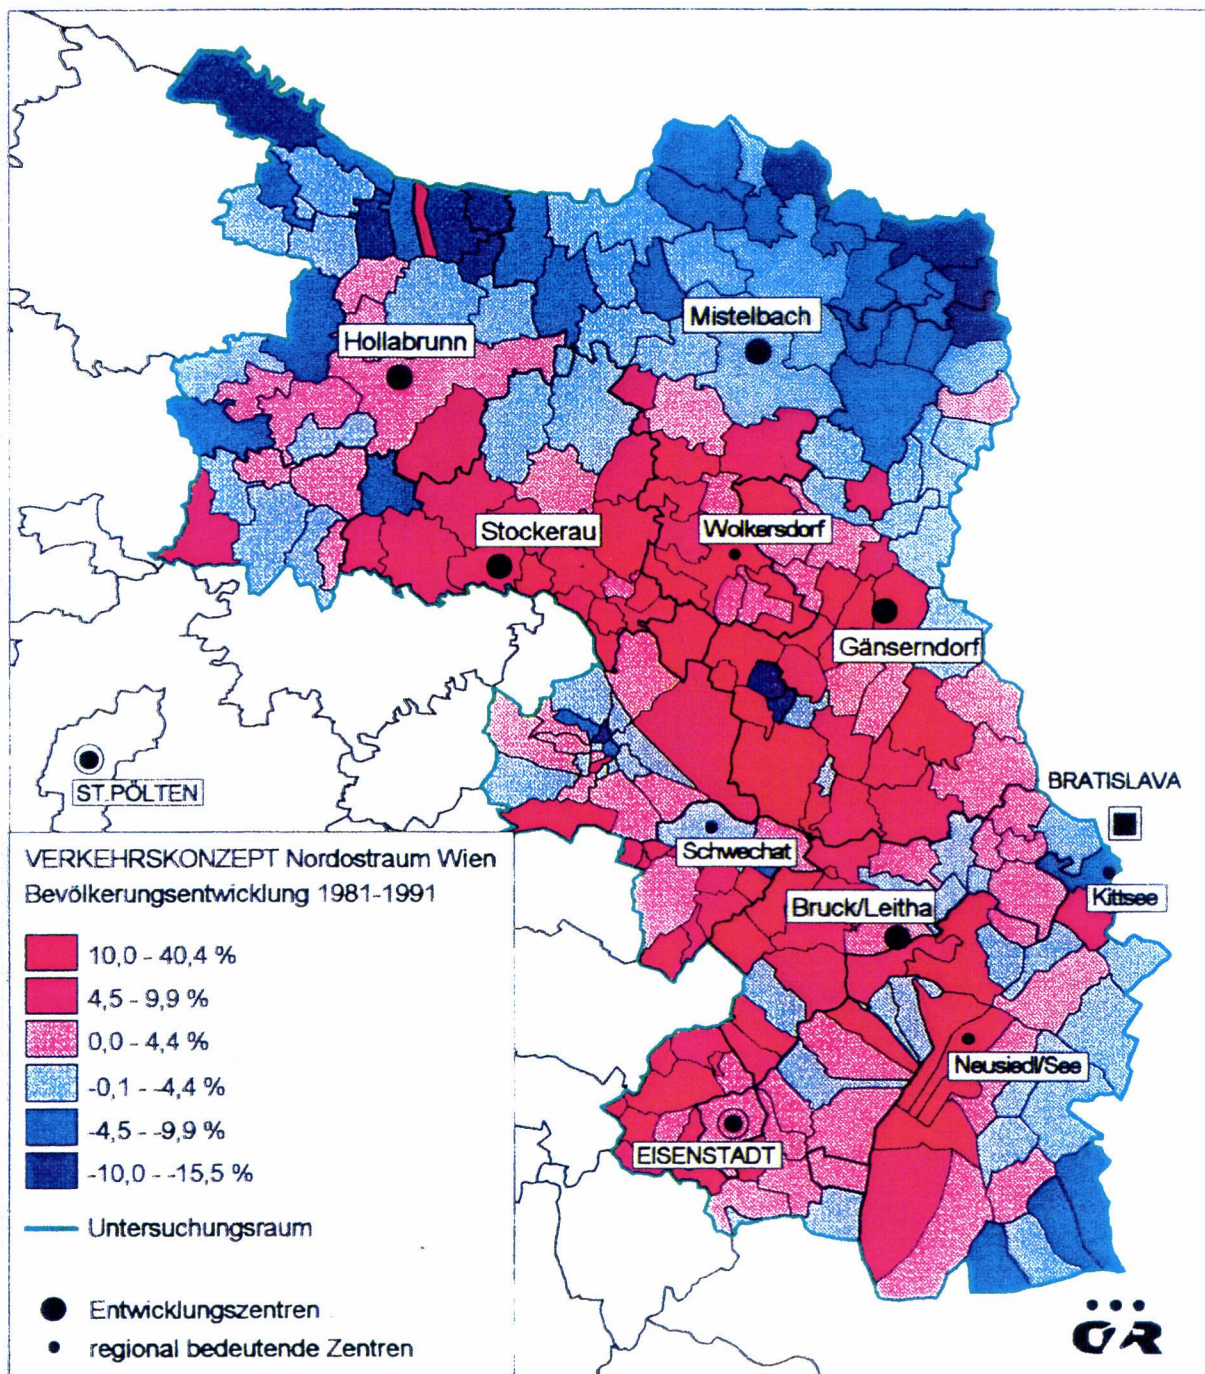 Hollabrunn
Mistelbach
Stockerau
Wolkersdorf
Gänserndorf
ST.PÖLTEN
BRATISLAVA
Schwechat
Kittsee
Bruck/Leitha
Neusiedl/See
EISENSTADT
VERKEHRSKONZEPT Nordostraum Wien
Bevölkerungsentwicklung 1981-1991
10,0 - 40,4 %
4,5 - 9,9 %
0,0 - 4,4 %
-0,1 - -4,4 %
-4,5 - -9,9 %
-10,0 - -15,5 %
Untersuchungsraum
Entwicklungszentren
regional bedeutende Zentren